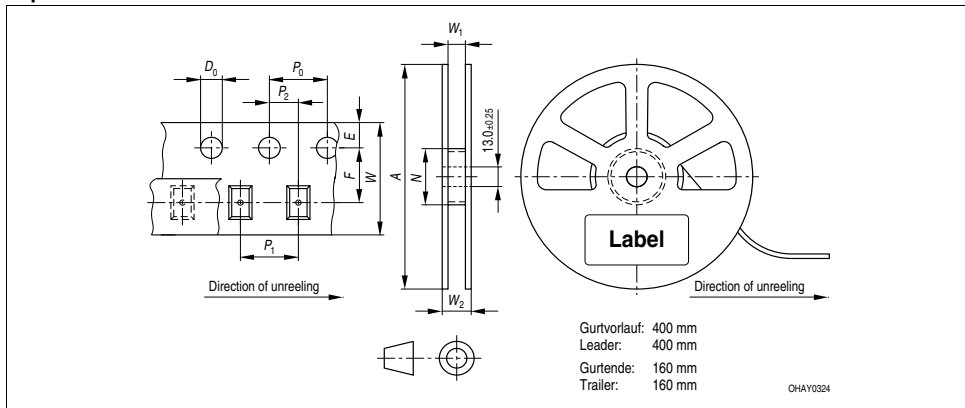 W₁
D₀
P₀
P₂
E
F
W
A
N
13.0±0.25
Label
P₁
W₂
Direction of unreeling
Direction of unreeling
Gurtvorlauf: 400 mm
Leader: 400 mm
Gurtende: 160 mm
Trailer: 160 mm
OHAY0324